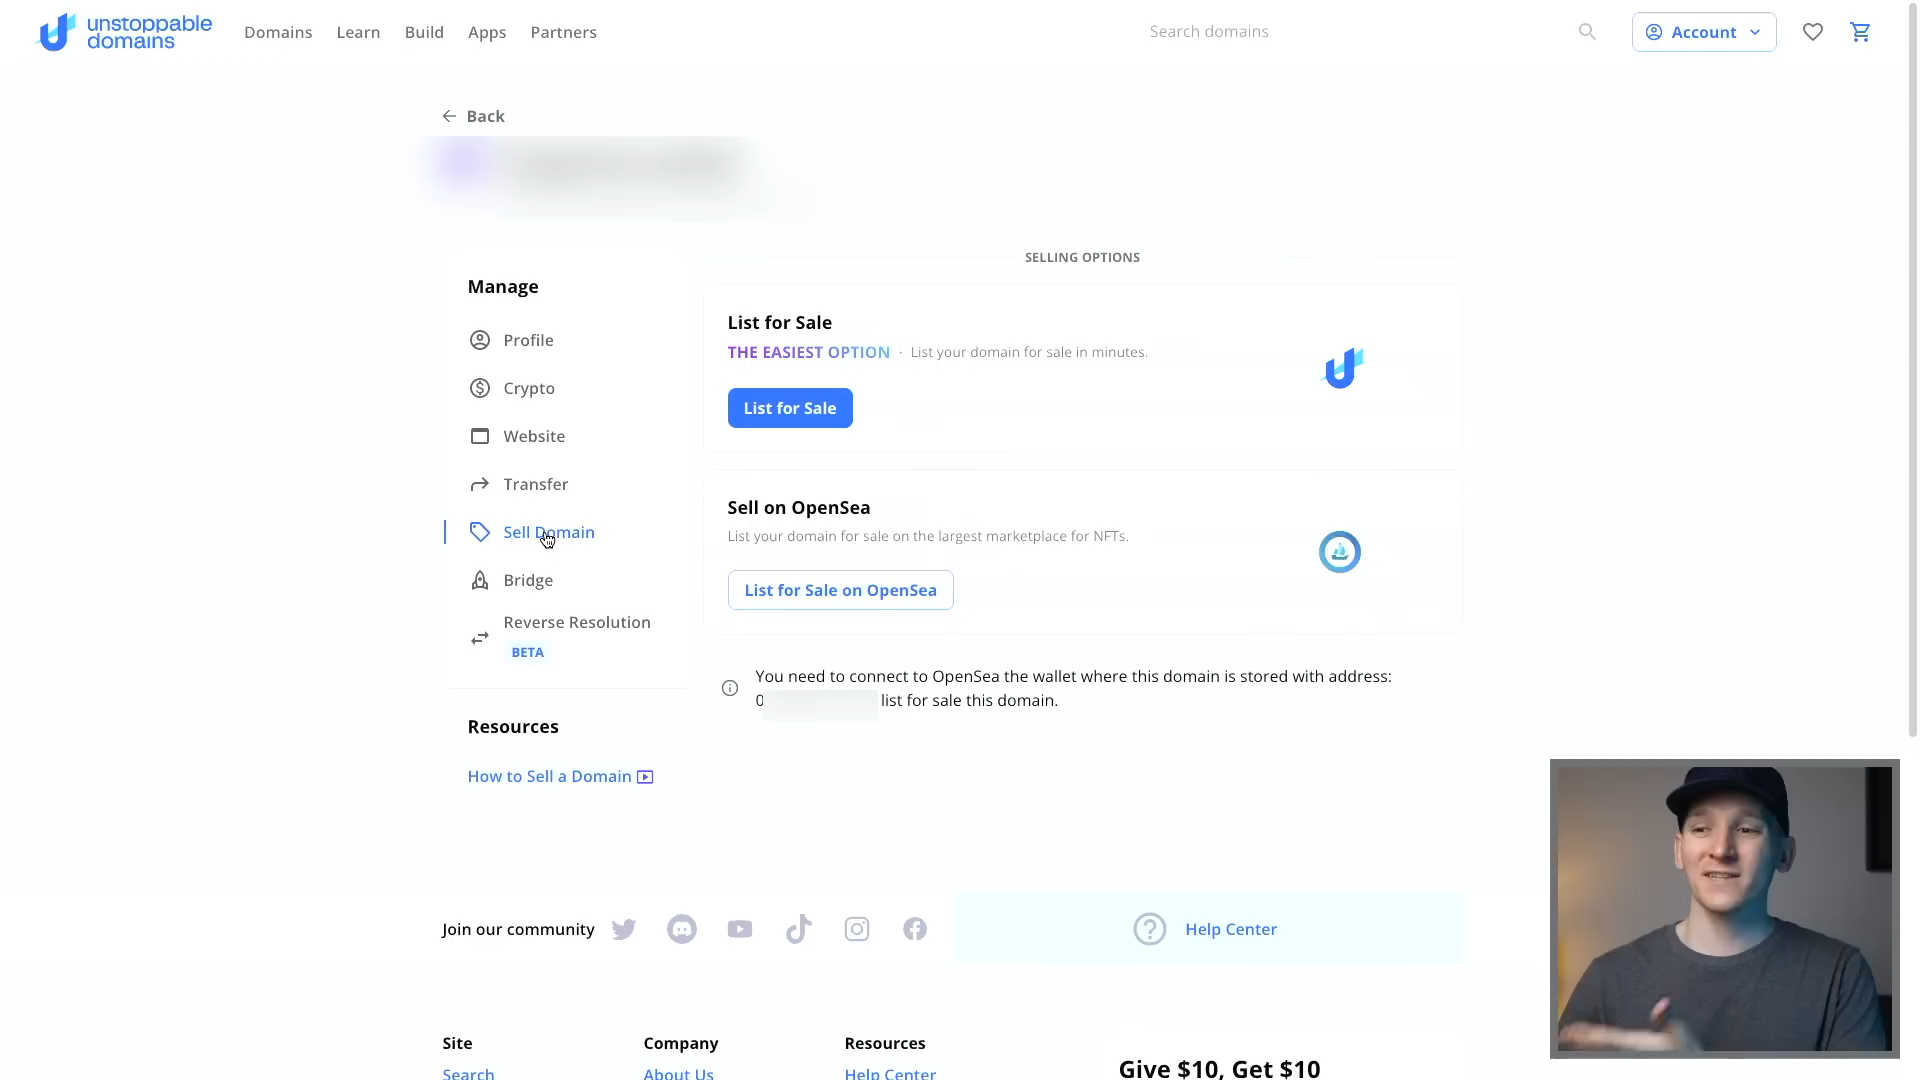 unstoppable
domains
Domains
Learn
Build
Apps
Partners
Search domains
Account
Back
Manage
Profile
Crypto
Website
Transfer
Sell Domain
Bridge
Reverse Resolution
BETA
Resources
How to Sell a Domain
SELLING OPTIONS
List for Sale
THE EASIEST OPTION · List your domain for sale in minutes.
List for Sale
Sell on OpenSea
List your domain for sale on the largest marketplace for NFTs.
List for Sale on OpenSea
You need to connect to OpenSea the wallet where this domain is stored with address:
0 list for sale this domain.
Join our community
Help Center
Site
Company
Resources
Give $10, Get $10
Search
About Us
Help Center